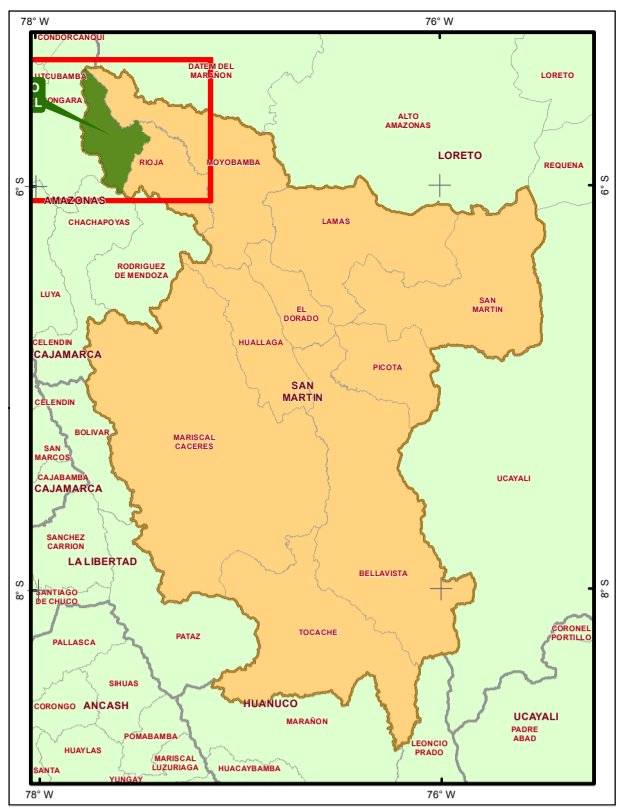 78° W
76° W
CONDORCANQUI
UTCUBAMBA
DATEM DEL
MARAÑON
LORETO
O
L
ONGARA
ALTO
AMAZONAS
LORETO
REQUENA
RIOJA
MOYOBAMBA
6° S
6° S
AMAZONAS
CHACHAPOYAS
LAMAS
RODRIGUEZ
DE MENDOZA
LUYA
SAN
MARTIN
EL
DORADO
CELENDIN
CAJAMARCA
HUALLAGA
PICOTA
SAN
MARTIN
CELENDIN
BOLIVAR
MARISCAL
CACERES
SAN
MARCOS
CAJABAMBA
CAJAMARCA
UCAYALI
SANCHEZ
CARRION
LA LIBERTAD
BELLAVISTA
8° S
8° S
SANTIAGO
DE CHUCO
PALLASCA
PATAZ
TOCACHE
CORONEL
PORTILLO
SIHUAS
CORONGO
ANCASH
HUANUCO
MARAÑON
UCAYALI
PADRE
ABAD
POMABAMBA
HUAYLAS
MARISCAL
LUZURIAGA
LEONCIO
PRADO
SANTA
YUNGAY
HUACAYBAMBA
78° W
76° W